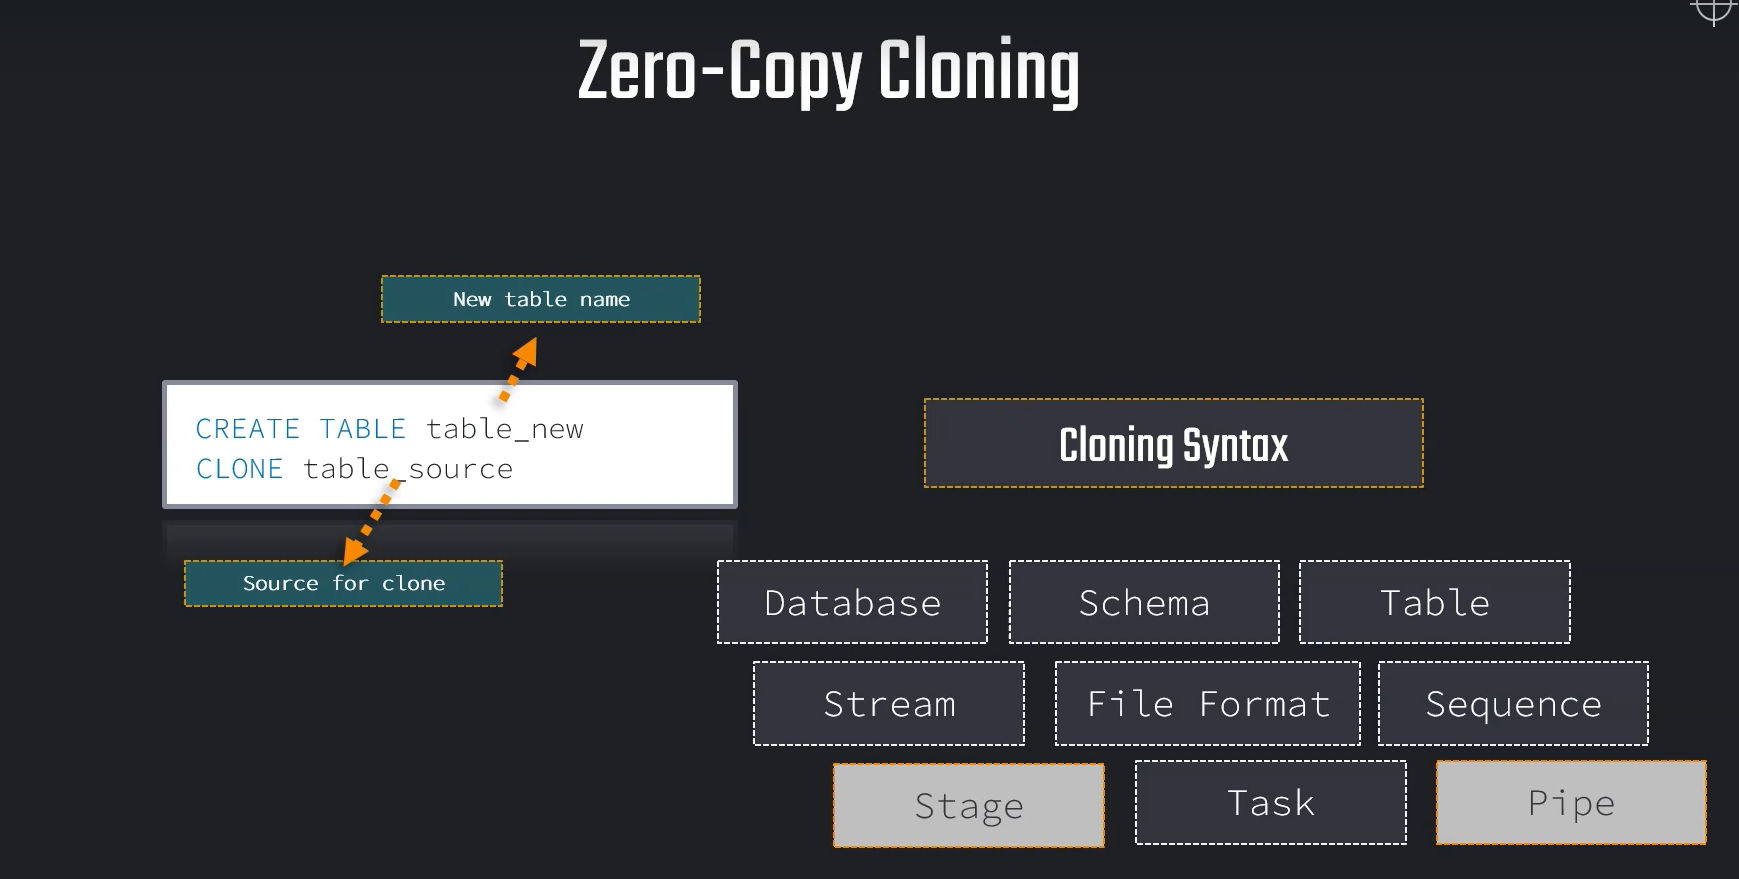 Zero-Copy Cloning
New table name
CREATE TABLE table_new
CLONE table_source
Source for clone
Cloning Syntax
Database
Schema
Table
Stream
File Format
Sequence
Stage
Task
Pipe